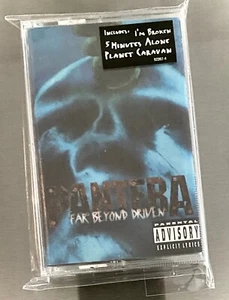 INCLUDES: I'M BROKEN
5 MINUTES ALONE
PLANET CARAVAN
PANTERA
FAR BEYOND DRIVEN
PARENTAL
ADVISORY
EXPLICIT LYRICS